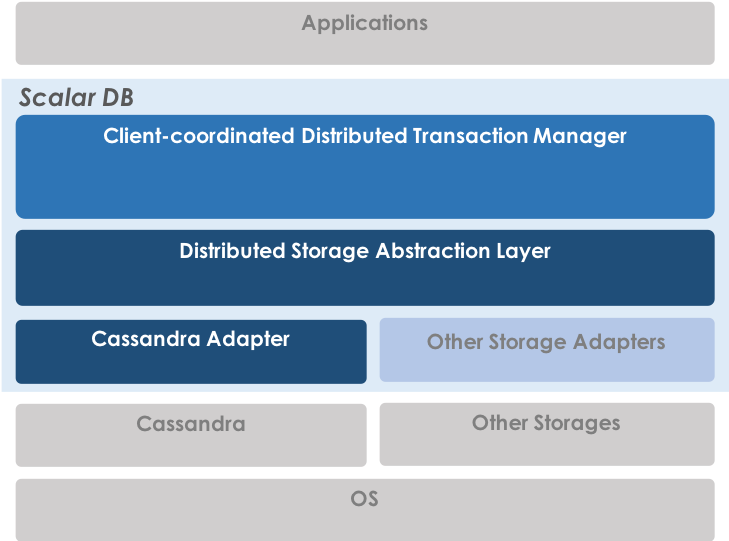 Applications
Scalar DB
Client-coordinated Distributed Transaction Manager
Distributed Storage Abstraction Layer
Cassandra Adapter
Other Storage Adapters
Cassandra
Other Storages
OS